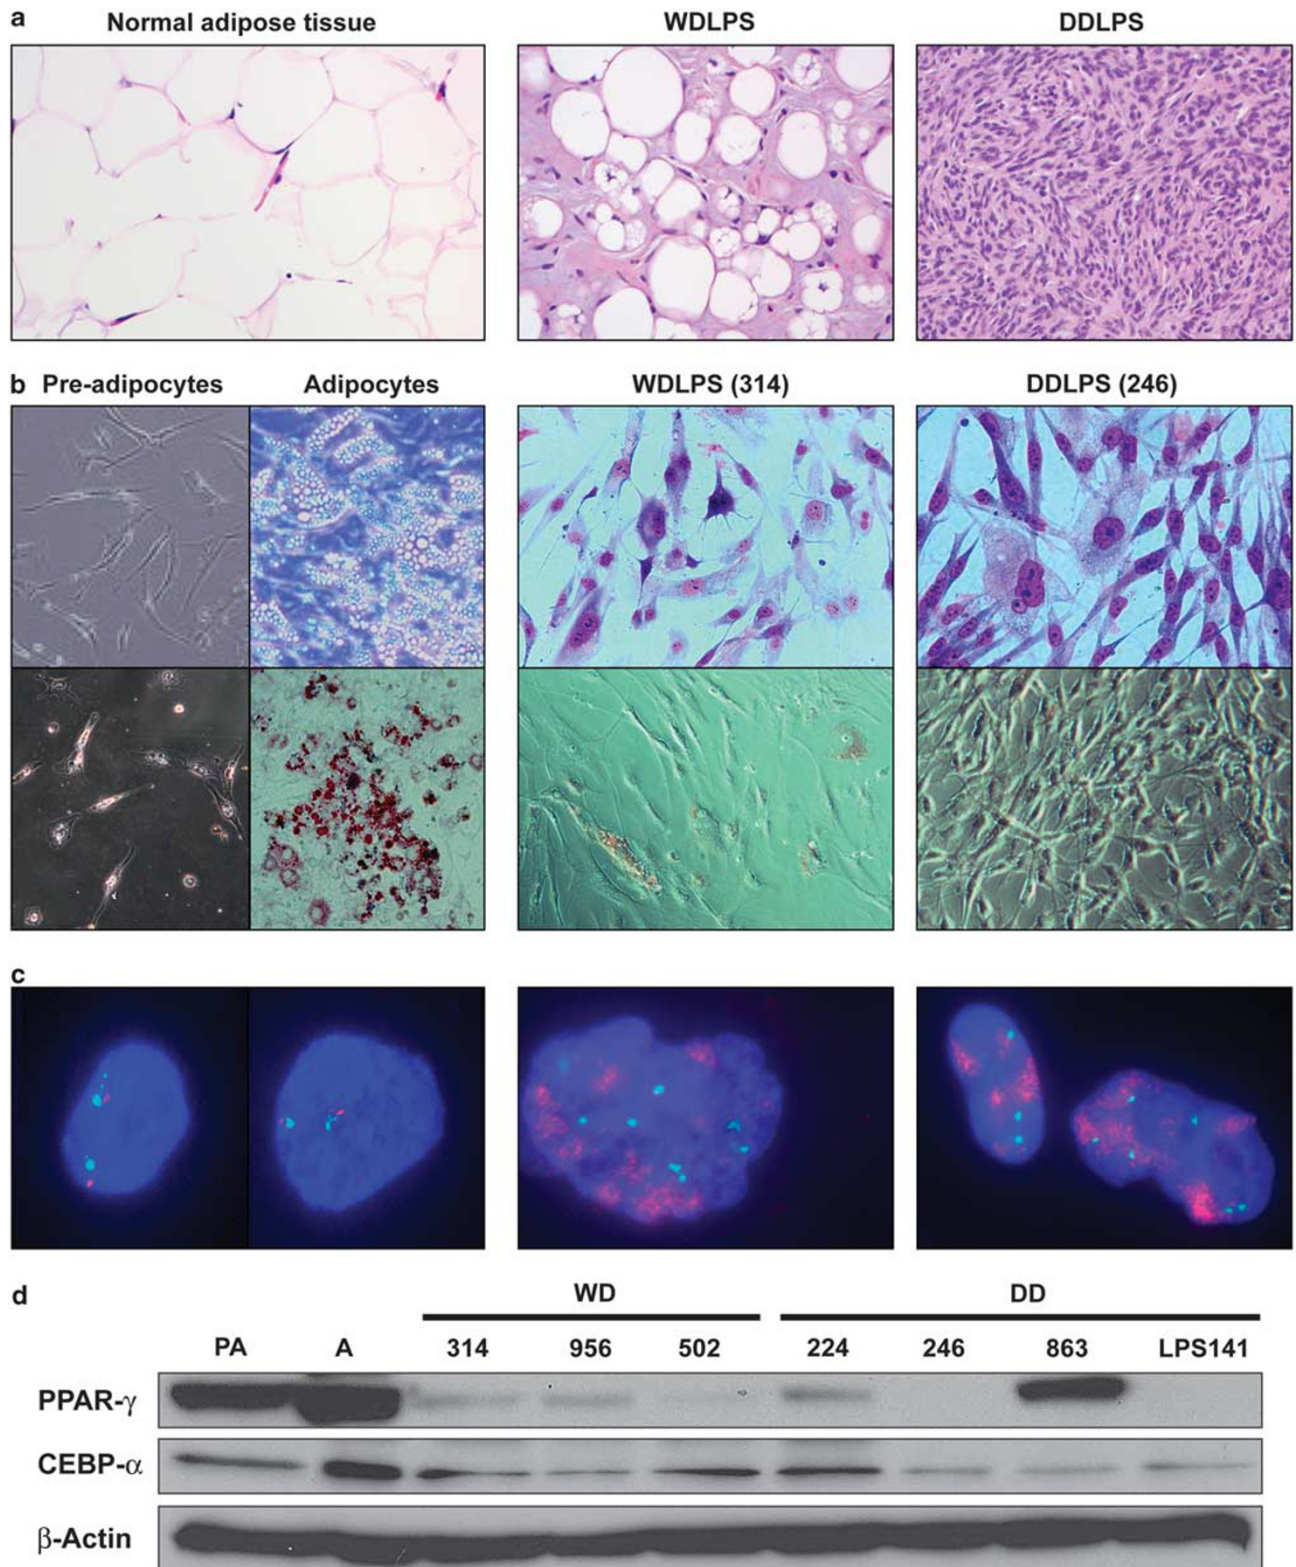 a
Normal adipose tissue WDLPS DDLPS
b Pre-adipocytes Adipocytes WDLPS (314) DDLPS (246)
c
d WD DD
PA A 314 956 502 224 246 863 LPS141
PPAR-γ
CEBP-α
β-Actin